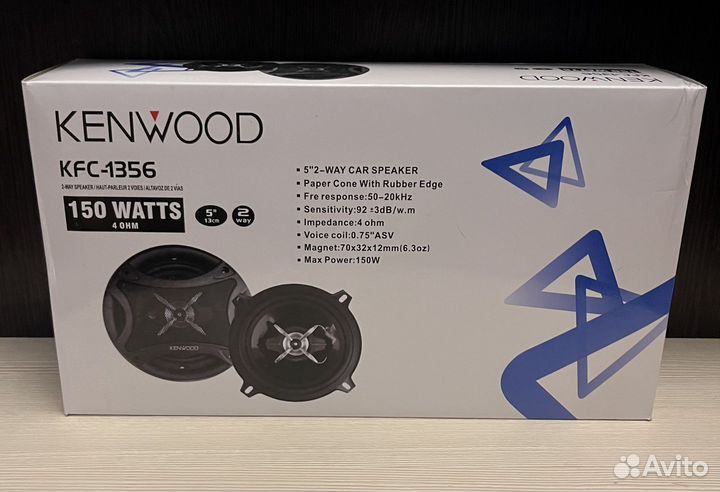 KENWOOD
KENWOOD
KFC-1356
2-WAY SPEAKER / HAUT-PARLEUR 2 VOIES / ALTAVOZ DE 2 VIAS
150 WATTS
4 OHM
5"
13cm
2
way
5"2-WAY CAR SPEAKER
Paper Cone With Rubber Edge
Fre response:50-20kHz
Sensitivity:92 ±3dB/w.m
Impedance:4 ohm
Voice coil:0.75"ASV
Magnet:70x32x12mm(6.3oz)
Max Power:150W
KENWOOD
Avito